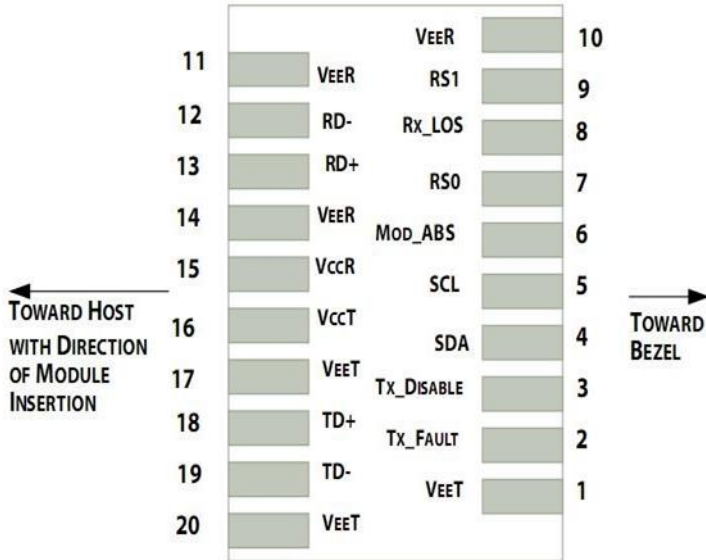 VEER 10
11 VEER
RS1 9
12 RD-
Rx_LOS 8
13 RD+
RS0 7
14 VEER
MOD_ABS 6
15 VCCR
SCL 5
TOWARD HOST
WITH DIRECTION
OF MODULE
INSERTION
TOWARD
BEZEL
16 VCCT
SDA 4
17 VEET
TX_DISABLE 3
18 TD+
TX_FAULT 2
19 TD-
VEET 1
20 VEET